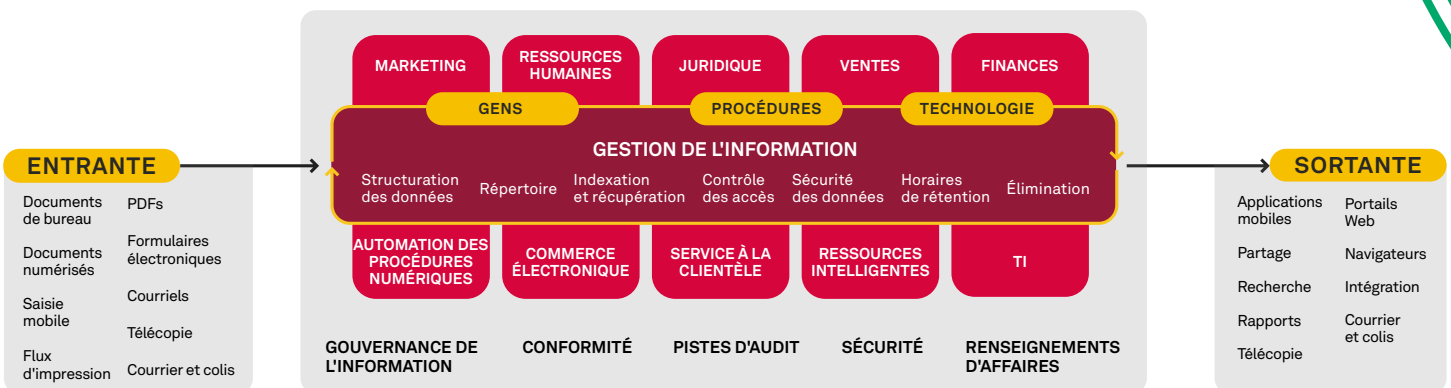 ENTRANTE
Documents
de bureau
Documents
numérisés
Saisie
mobile
Flux
d'impression
PDFs
Formulaires
électroniques
Courriels
Télécopie
Courrier et colis
MARKETING
RESSOURCES
HUMAINES
JURIDIQUE
VENTES
FINANCES
GENS
PROCÉDURES
TECHNOLOGIE
GESTION DE L'INFORMATION
Structuration
des données
Répertoire
Indexation
et récupération
Contrôle
des accès
Sécurité
des données
Horaires
de rétention
Élimination
AUTOMATION DES
PROCÉDURES
NUMÉRIQUES
COMMERCE
ÉLECTRONIQUE
SERVICE À LA
CLIENTÈLE
RESSOURCES
INTELLIGENTES
TI
GOUVERNANCE DE
L'INFORMATION
CONFORMITÉ
PISTES D'AUDIT
SÉCURITÉ
RENSEIGNEMENTS
D'AFFAIRES
SORTANTE
Applications
mobiles
Partage
Recherche
Rapports
Télécopie
Portails
Web
Navigateurs
Intégration
Courrier
et colis